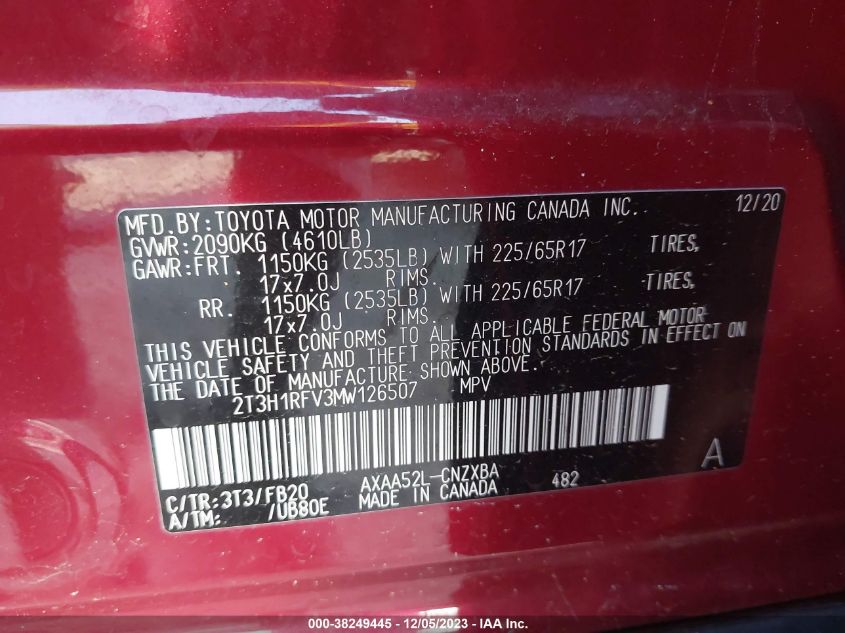 MFD.BY:TOYOTA MOTOR MANUFACTURING CANADA INC. 12/20
GVWR:2090KG (4610LB)
GAWR:FRT. 1150KG (2535LB) WITH 225/65R17 TIRES,
17x7.0J RIMS.
RR. 1150KG (2535LB) WITH 225/65R17 TIRES,
17x7.0J RIMS.
THIS VEHICLE CONFORMS TO ALL APPLICABLE FEDERAL MOTOR
VEHICLE SAFETY AND THEFT PREVENTION STANDARDS IN EFFECT ON
THE DATE OF MANUFACTURE SHOWN ABOVE.
2T3H1RFV3MW126507 MPV
A
C/TR:3T3/FB20 AXAA52L-CNZXBA 482
A/TM: /UB80E MADE IN CANADA
000-38249445 - 12/05/2023 - IAA Inc.